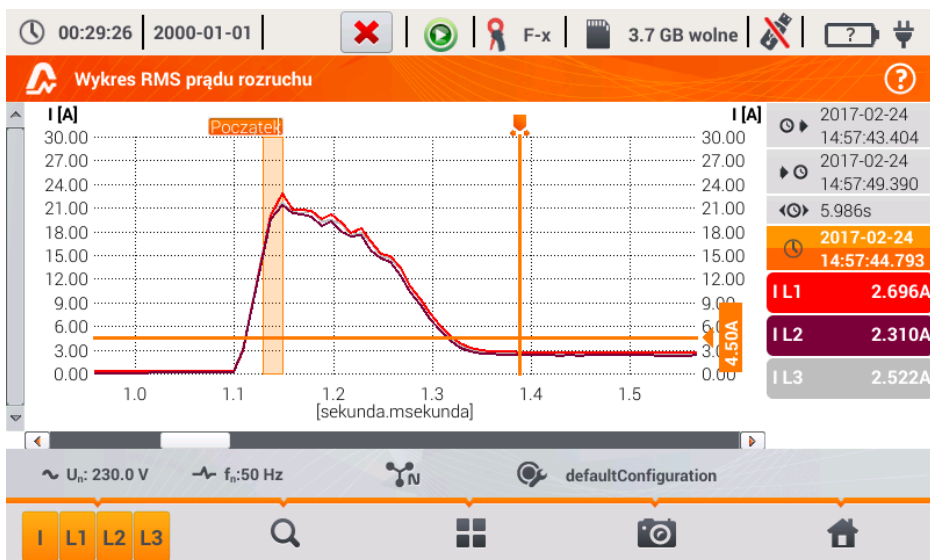 00:29:26 2000-01-01 F-x 3.7 GB wolne ?
Wykres RMS prądu rozruchu ?
I [A] I [A]
Początek
30.00 30.00
27.00 27.00
24.00 24.00
21.00 21.00
18.00 18.00
15.00 15.00
12.00 12.00
9.00 9.00
6.00 6.0
3.00 3.0
0.00 0.00
4.50A
1.0 1.1 1.2 1.3 1.4 1.5
[sekunda.msekunda]
2017-02-24
14:57:43.404
2017-02-24
14:57:49.390
5.986s
2017-02-24
14:57:44.793
I L1 2.696A
I L2 2.310A
I L3 2.522A
Uₙ: 230.0 V fₙ:50 Hz N defaultConfiguration
I L1 L2 L3